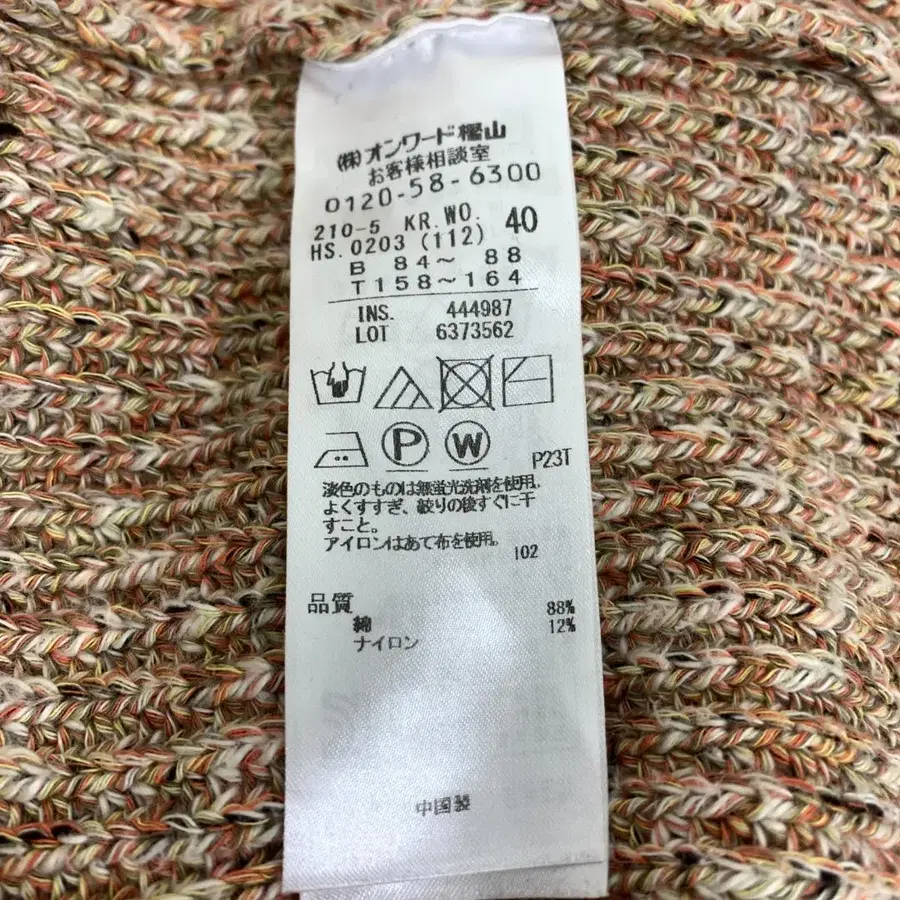 (株)オンワード樫山
お客様相談室
0120-58-6300
210-5 KR.WO. 40
HS.0203 (112)
B 84～ 88
T158～164
INS. 444987
LOT 6373562
P W
P23T
淡色のものは無蛍光洗剤を使用。
よくすすぎ、絞りの後すぐに干
すこと。
アイロンはあて布を使用。
102
品質
綿 88%
ナイロン 12%
中国製